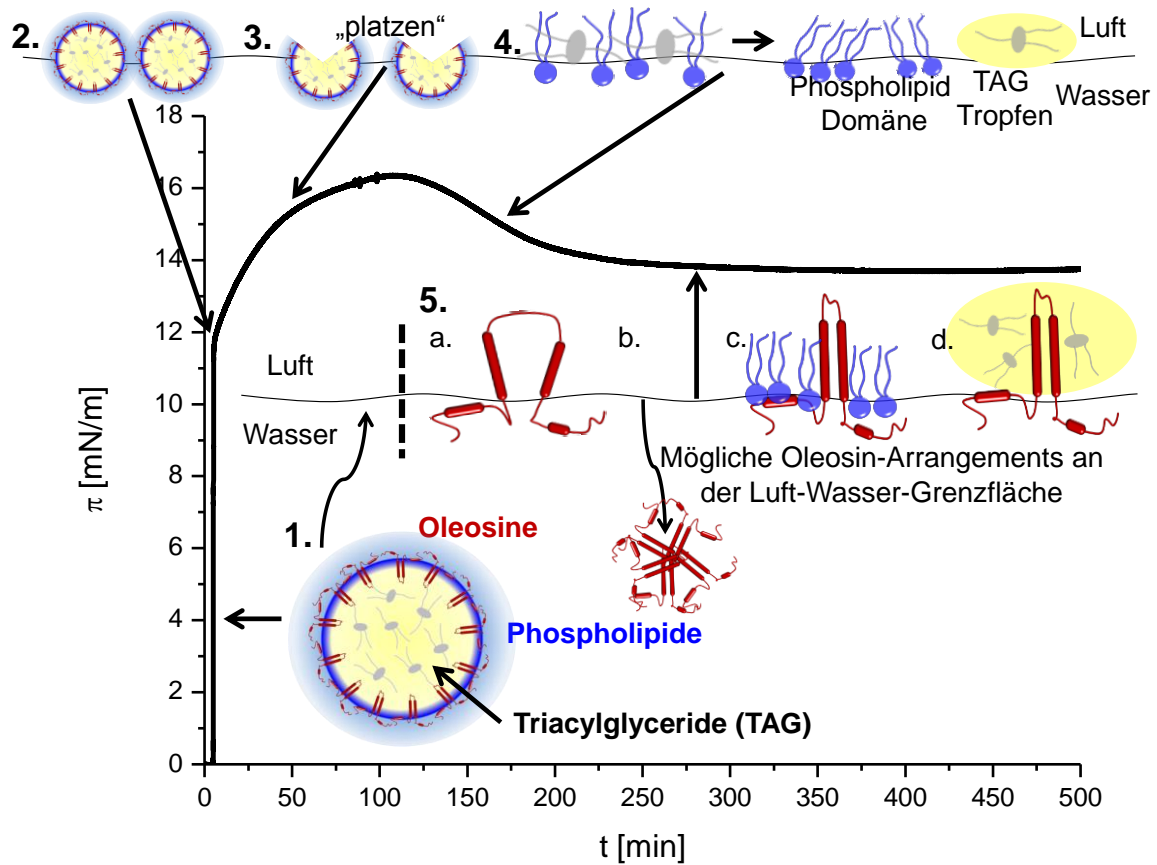 2.
3.
„platzen“
4.
Luft
Phospholipid
Domäne
TAG
Tropfen
Wasser
18
16
14
12
10
8
6
4
2
0
π [mN/m]
5.
a.
b.
c.
d.
Luft
Wasser
Mögliche Oleosin-Arrangements an
der Luft-Wasser-Grenzfläche
1.
Oleosine
Phospholipide
Triacylglyceride (TAG)
0 50 100 150 200 250 300 350 400 450 500
t [min]